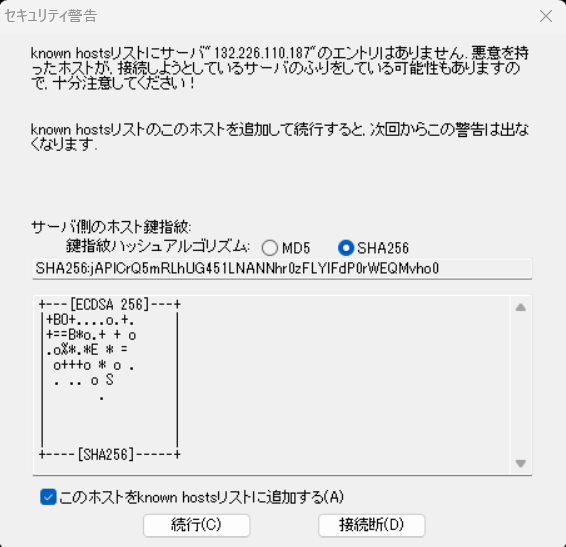 セキュリティ警告
known hostsリストにサーバ"132.226.110.187"のエントリはありません. 悪意を持
ったホストが, 接続しようとしているサーバのふりをしている可能性もありますの
で, 十分注意してください！
known hostsリストのこのホストを追加して続行すると, 次回からこの警告は出な
くなります.
サーバ側のホスト鍵指紋:
鍵指紋ハッシュアルゴリズム: MD5 SHA256
SHA256:jAPlCrQ5mRLhUG451LNANNhr0zFLYlFdP0rWEQMvho0
+---[ECDSA 256]---+
|+BO+....o.+.     |
|+==B*o.+ + o     |
|.o%*.*E * =      |
| o+++o * o .     |
| . .. o S        |
|       .         |
|                 |
|                 |
|                 |
+----[SHA256]-----+
このホストをknown hostsリストに追加する(A)
続行(C) 接続断(D)